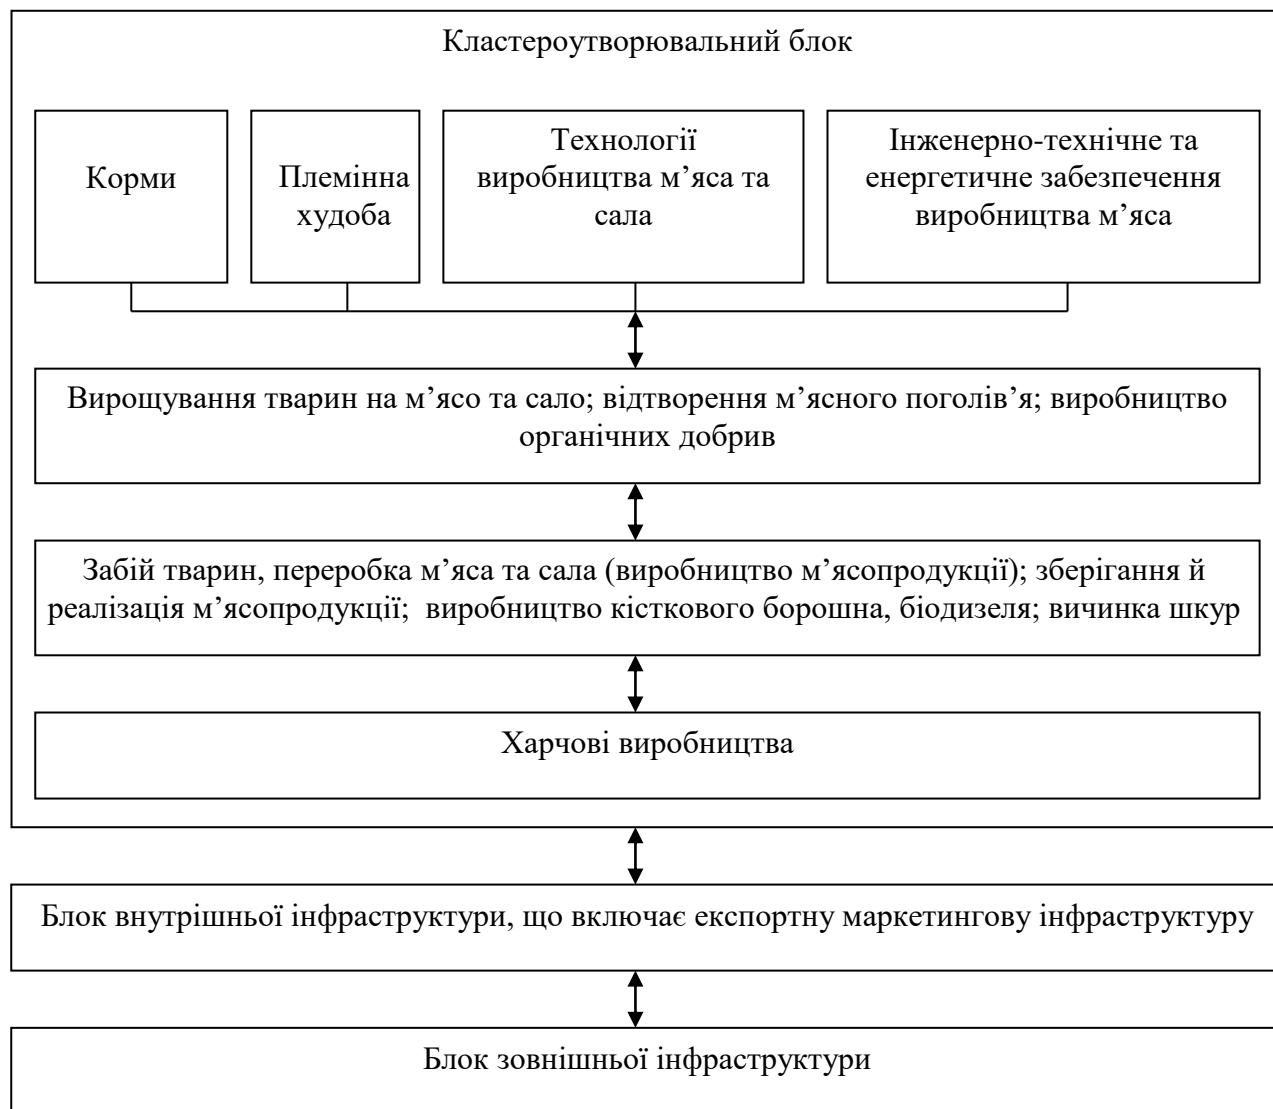 Кластероутворювальний блок
Корми
Племінна
худоба
Технології
виробництва м’яса та
сала
Інженерно-технічне та
енергетичне забезпечення
виробництва м’яса
Вирощування тварин на м’ясо та сало; відтворення м’ясного поголів’я; виробництво
органічних добрив
Забій тварин, переробка м’яса та сала (виробництво м’ясопродукції); зберігання й
реалізація м’ясопродукції; виробництво кісткового борошна, біодизеля; вичинка шкур
Харчові виробництва
Блок внутрішньої інфраструктури, що включає експортну маркетингову інфраструктуру
Блок зовнішньої інфраструктури